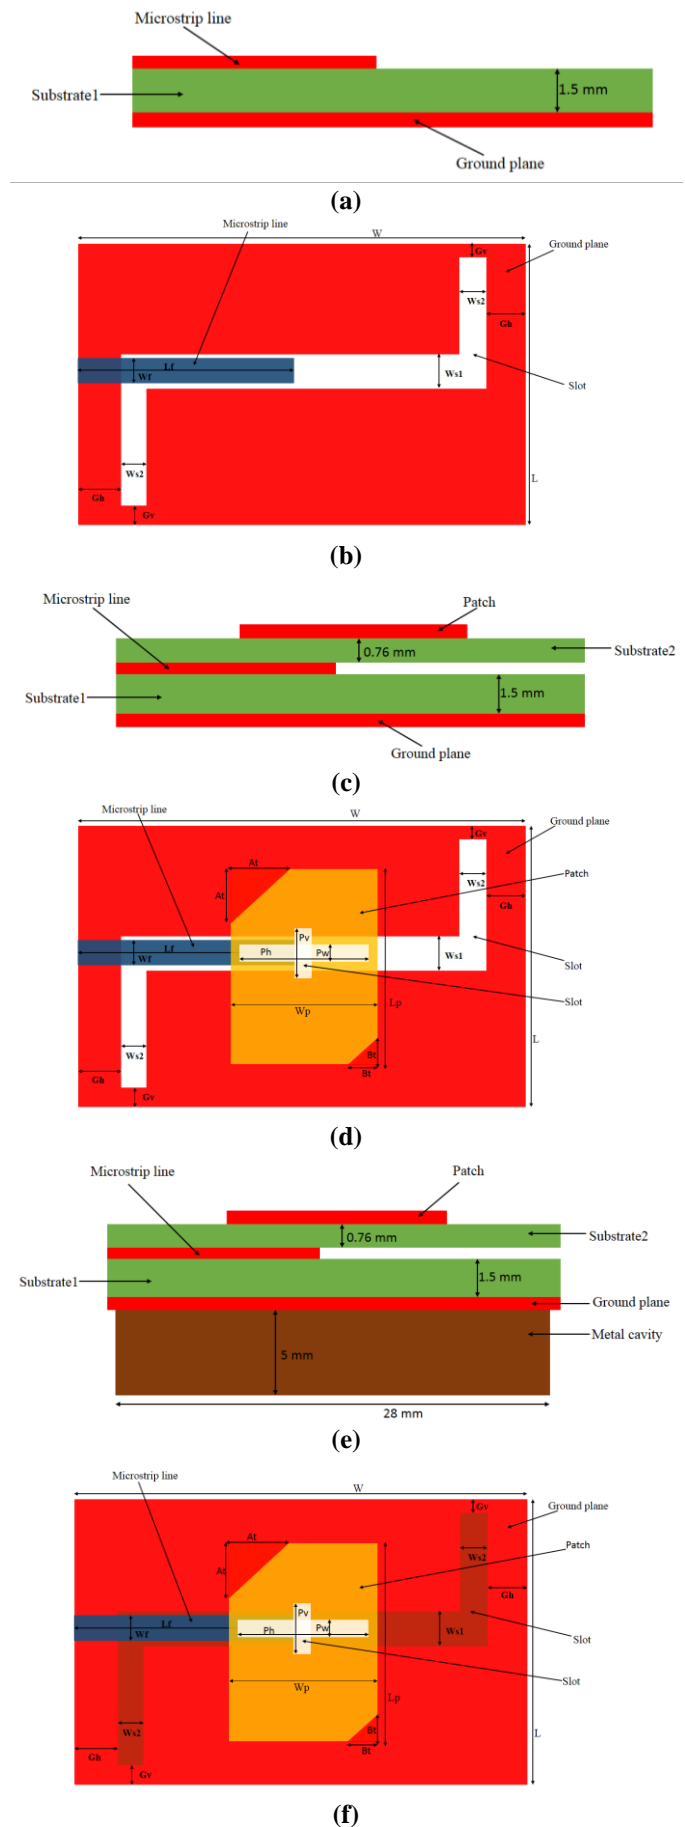 Microstrip line
Substrate1
1.5 mm
Ground plane
(a)
Microstrip line
W
Gv
Ground plane
Ws2
Gh
Lf
Wf
Ws1
Slot
Ws2
L
Gh
Gv
(b)
Microstrip line
Patch
0.76 mm
Substrate2
Substrate1
1.5 mm
Ground plane
(c)
Microstrip line
W
Gv
Ground plane
At
Ws2
Patch
At
Gh
Pv
Lf
Ph
Pw
Wf
Ws1
Slot
Lp
Slot
Wp
L
Bt
Ws2
Bt
Gh
Gv
(d)
Microstrip line
Patch
0.76 mm
Substrate2
Substrate1
1.5 mm
Ground plane
Metal cavity
5 mm
28 mm
(e)
Microstrip line
W
Gv
Ground plane
At
Patch
Ws2
At
Gh
Pv
Lf
Ph
Pw
Wf
Ws1
Slot
Slot
Wp
Lp
Bt
Ws2
L
Bt
Gh
Gv
(f)